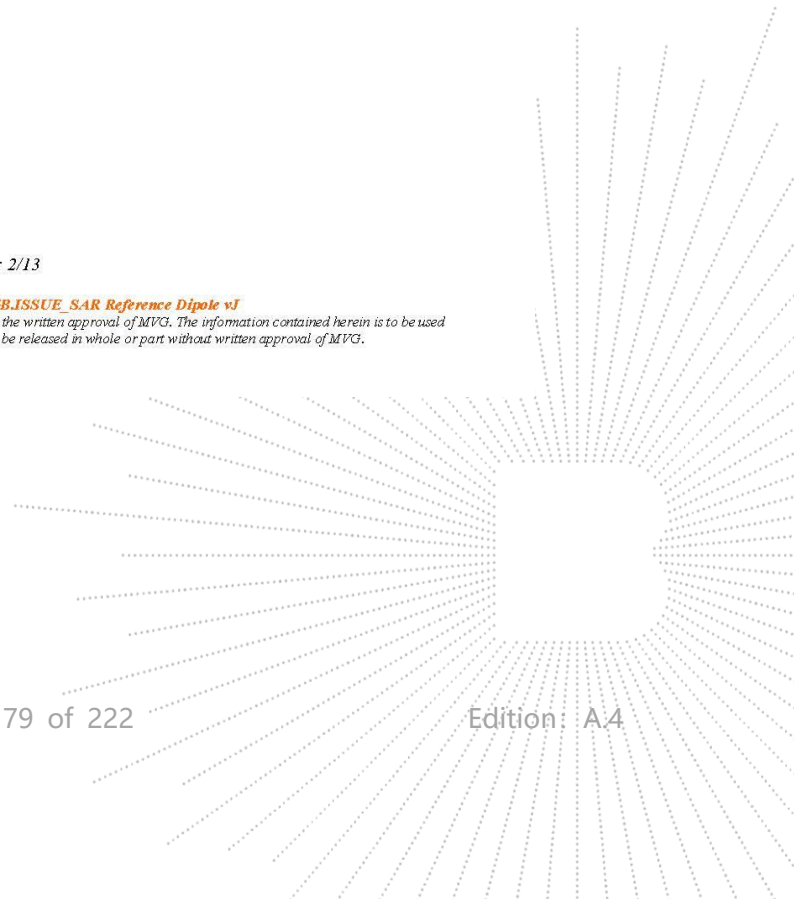 : 2/13
B.ISSUE_SAR Reference Dipole vJ
the written approval of MVG. The information contained herein is to be used
be released in whole or part without written approval of MVG.
79 of 222 Edition: A.4